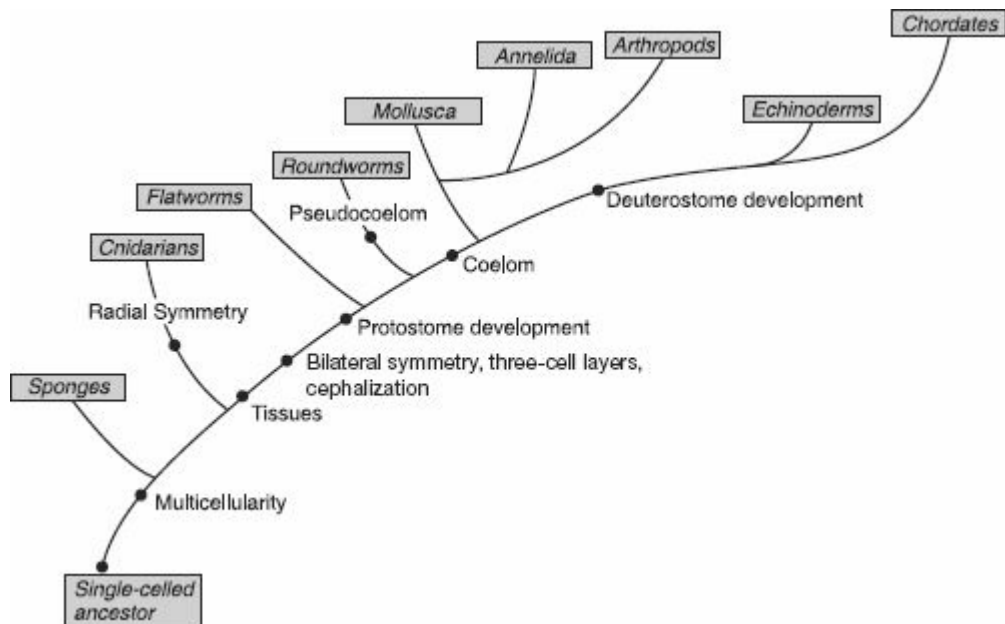 Chordates
Arthropods
Annelida
Mollusca
Echinoderms
Roundworms
Flatworms
Pseudocoelom
Deuterostome development
Cnidarians
Coelom
Radial Symmetry
Protostome development
Bilateral symmetry, three-cell layers,
cephalization
Sponges
Tissues
Multicellularity
Single-celled
ancestor